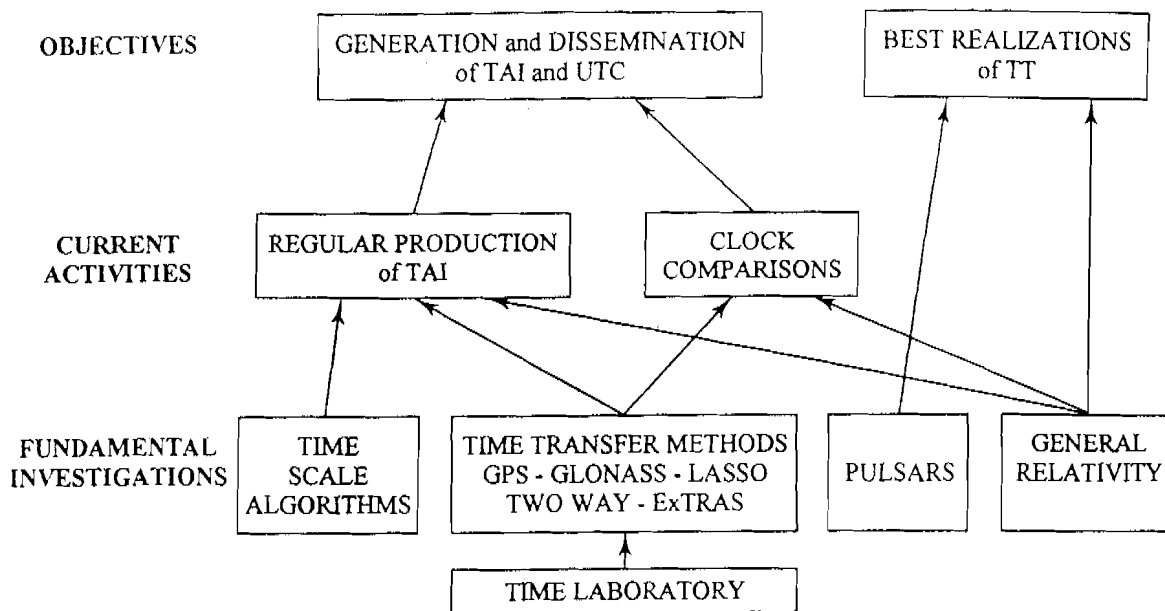 OBJECTIVES
GENERATION and DISSEMINATION
of TAI and UTC
BEST REALIZATIONS
of TT
CURRENT
ACTIVITIES
REGULAR PRODUCTION
of TAI
CLOCK
COMPARISONS
FUNDAMENTAL
INVESTIGATIONS
TIME
SCALE
ALGORITHMS
TIME TRANSFER METHODS
GPS - GLONASS - LASSO
TWO WAY - ExTRAS
PULSARS
GENERAL
RELATIVITY
TIME LABORATORY